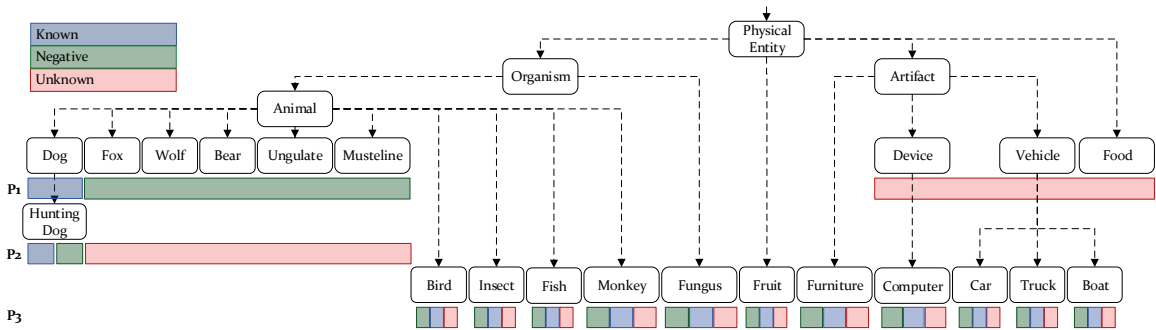 Known
Negative
Unknown
Physical
Entity
Organism
Artifact
Animal
Dog
Fox
Wolf
Bear
Ungulate
Musteline
Device
Vehicle
Food
P1
Hunting
Dog
P2
Bird
Insect
Fish
Monkey
Fungus
Fruit
Furniture
Computer
Car
Truck
Boat
P3